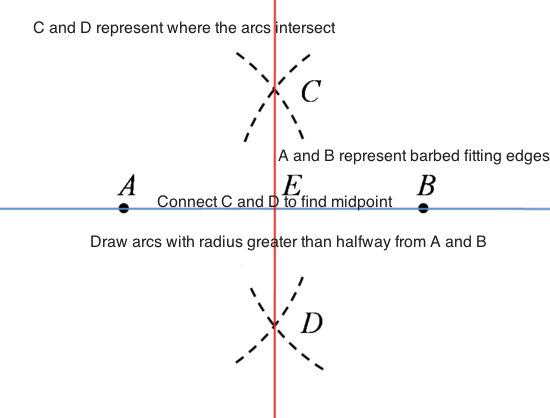 C and D represent where the arcs intersect
C
A and B represent barbed fitting edges
A
E
B
Connect C and D to find midpoint
Draw arcs with radius greater than halfway from A and B
D